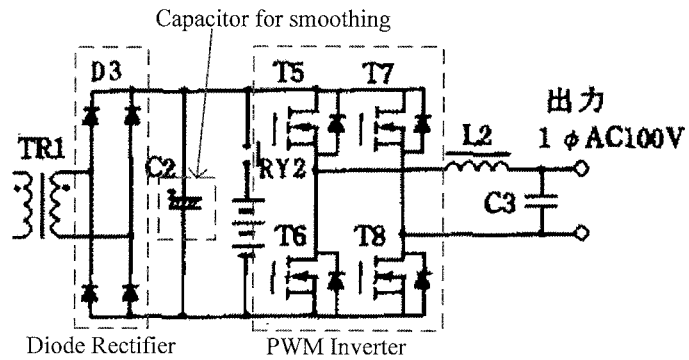 Capacitor for smoothing
D3
T5
T7
出力
1 φ AC100V
TR1
C2
RY2
L2
C3
T6
T8
Diode Rectifier
PWM Inverter